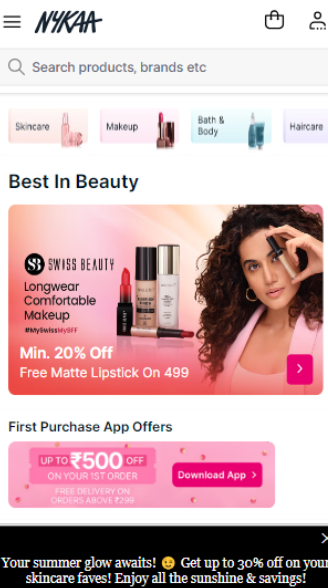 NYKAA
Search products, brands etc
Skincare
Makeup
Bath &
Body
Haircare
Best In Beauty
SB SWISS BEAUTY
Longwear
Comfortable
Makeup
#MySwissMyBFF
Min. 20% Off
Free Matte Lipstick On 499
First Purchase App Offers
UP TO ₹500 OFF
ON YOUR 1ST ORDER
Download App >
FREE DELIVERY ON
ORDERS ABOVE ₹299
Your summer glow awaits! 😉 Get up to 30% off on your
skincare faves! Enjoy all the sunshine & savings!